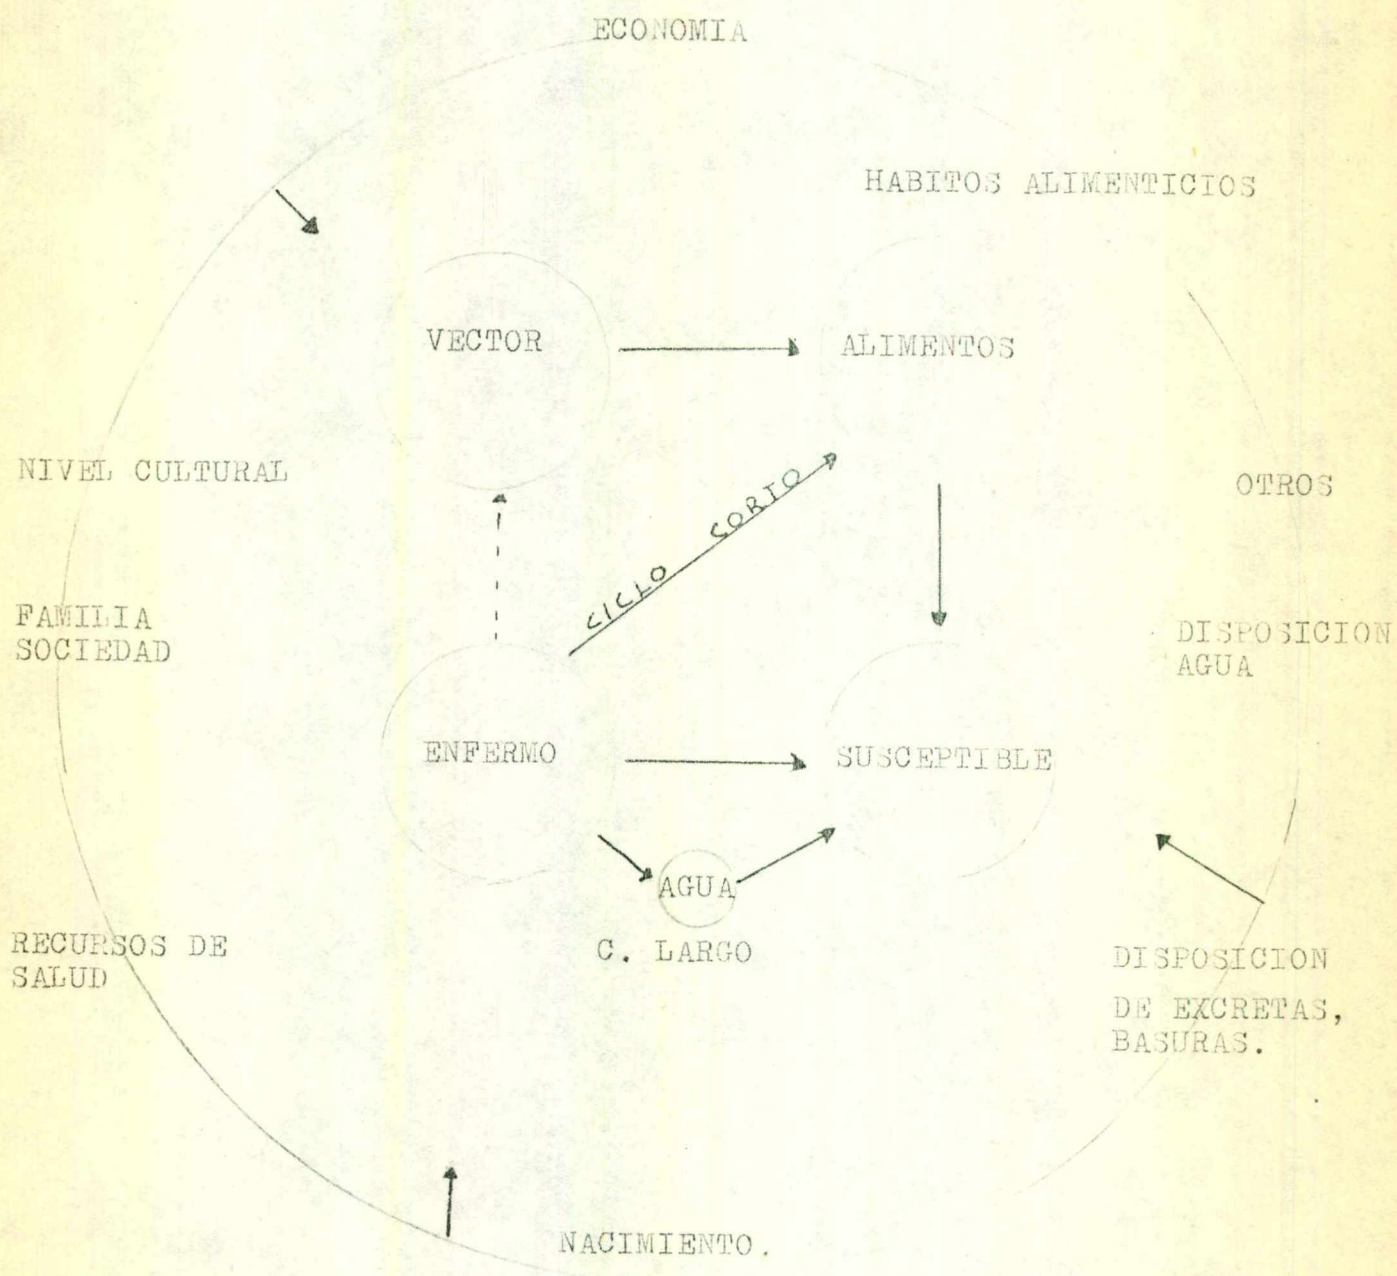 ECONOMIA
HABITOS ALIMENTICIOS
VECTOR
ALIMENTOS
NIVEL CULTURAL
OTROS
CICLO CORTO
FAMILIA
SOCIEDAD
DISPOSICION
AGUA
ENFERMO
SUSCEPTIBLE
AGUA
C. LARGO
RECURSOS DE
SALUD
DISPOSICION
DE EXCRETAS,
BASURAS.
NACIMIENTO.